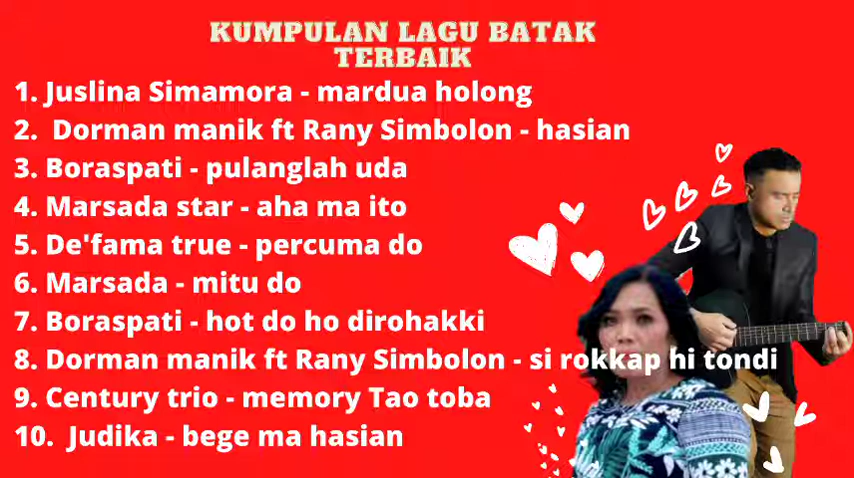 KUMPULAN LAGU BATAK
TERBAIK
1. Juslina Simamora - mardua holong
2. Dorman manik ft Rany Simbolon - hasian
3. Boraspati - pulanglah uda
4. Marsada star - aha ma ito
5. De'fama true - percuma do
6. Marsada - mitu do
7. Boraspati - hot do ho dirohakki
8. Dorman manik ft Rany Simbolon - si rokkap hi tondi
9. Century trio - memory Tao toba
10. Judika - bege ma hasian